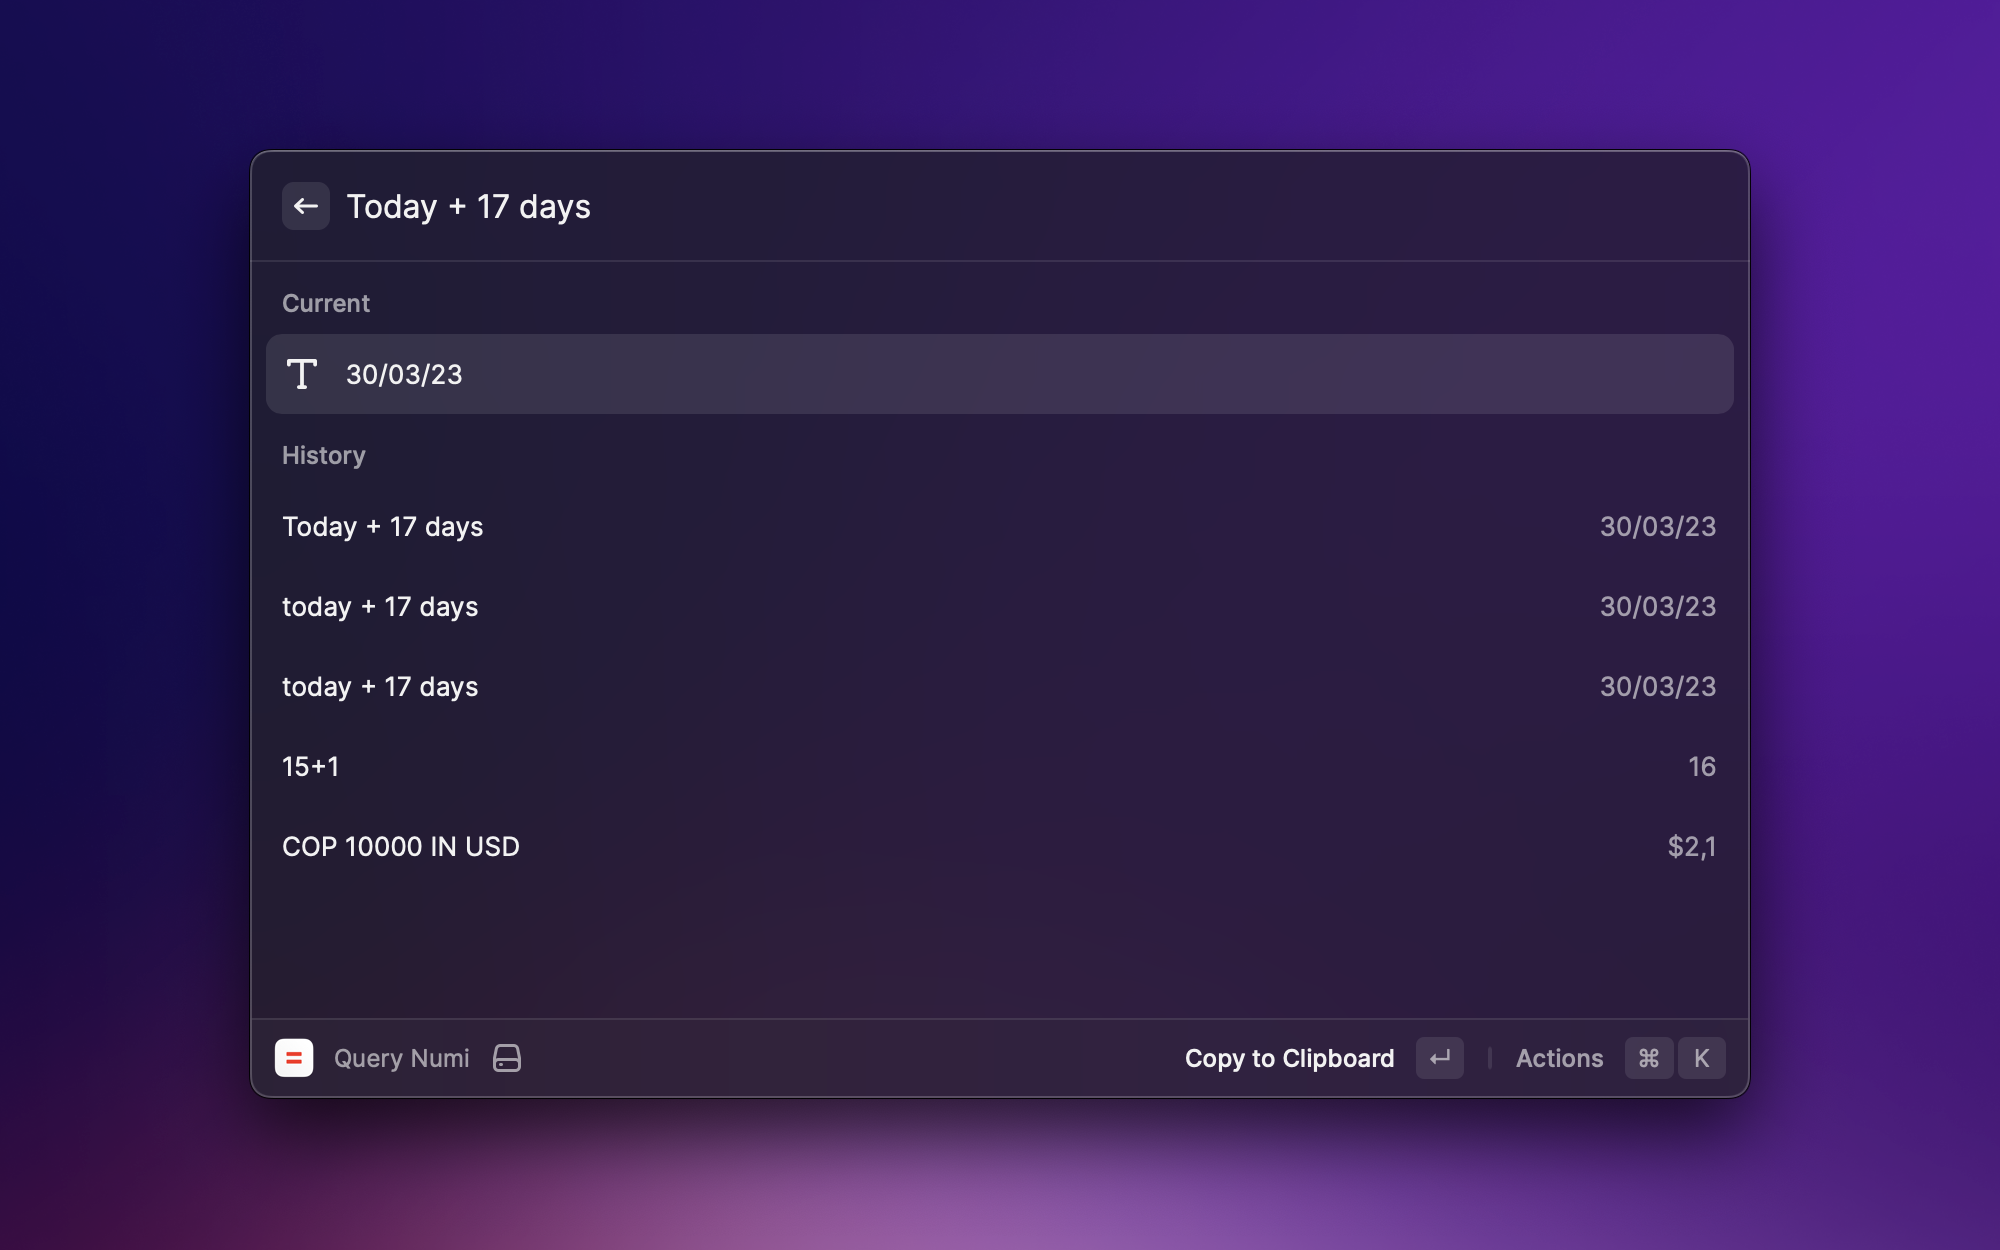 Today + 17 days
Current
30/03/23
History
Today + 17 days 30/03/23
today + 17 days 30/03/23
today + 17 days 30/03/23
15+1 16
COP 10000 IN USD $2,1
Query Numi Copy to Clipboard ↵ Actions ⌘ K